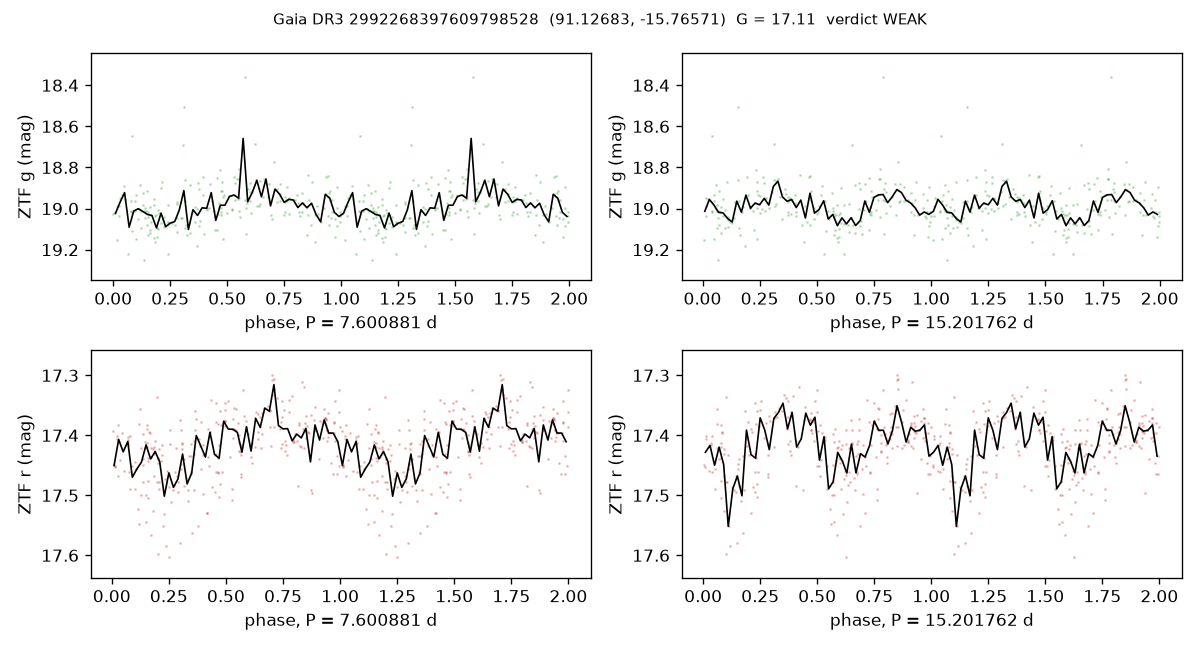 Gaia DR3 2992268397609798528 (91.12683, -15.76571) G = 17.11 verdict WEAK
ZTF g (mag)
18.4
18.6
18.8
19.0
19.2
0.00 0.25 0.50 0.75 1.00 1.25 1.50 1.75 2.00
phase, P = 7.600881 d
ZTF g (mag)
18.4
18.6
18.8
19.0
19.2
0.00 0.25 0.50 0.75 1.00 1.25 1.50 1.75 2.00
phase, P = 15.201762 d
ZTF r (mag)
17.3
17.4
17.5
17.6
0.00 0.25 0.50 0.75 1.00 1.25 1.50 1.75 2.00
phase, P = 7.600881 d
ZTF r (mag)
17.3
17.4
17.5
17.6
0.00 0.25 0.50 0.75 1.00 1.25 1.50 1.75 2.00
phase, P = 15.201762 d